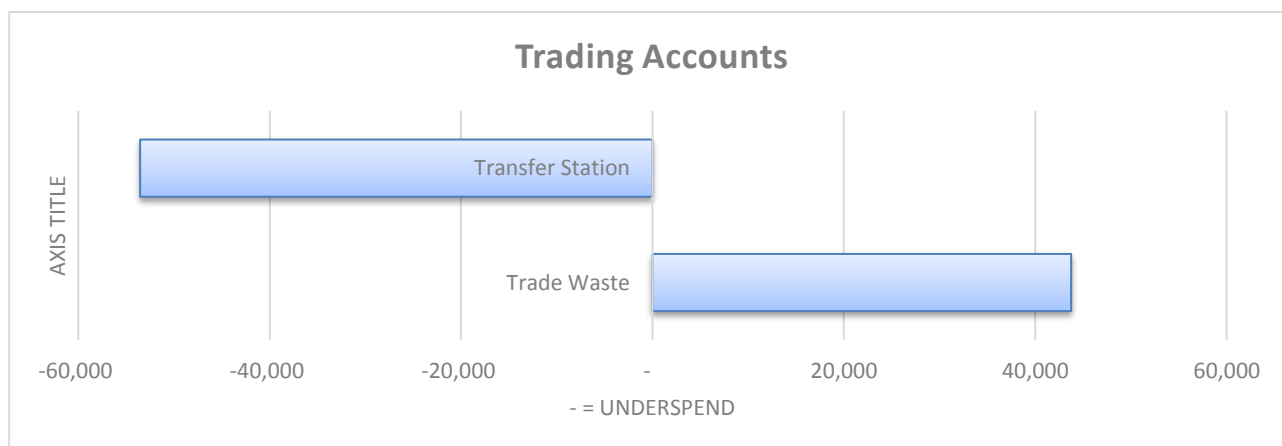 Trading Accounts
AXIS TITLE
Transfer Station
Trade Waste
-60,000 -40,000 -20,000 - 20,000 40,000 60,000
- = UNDERSPEND